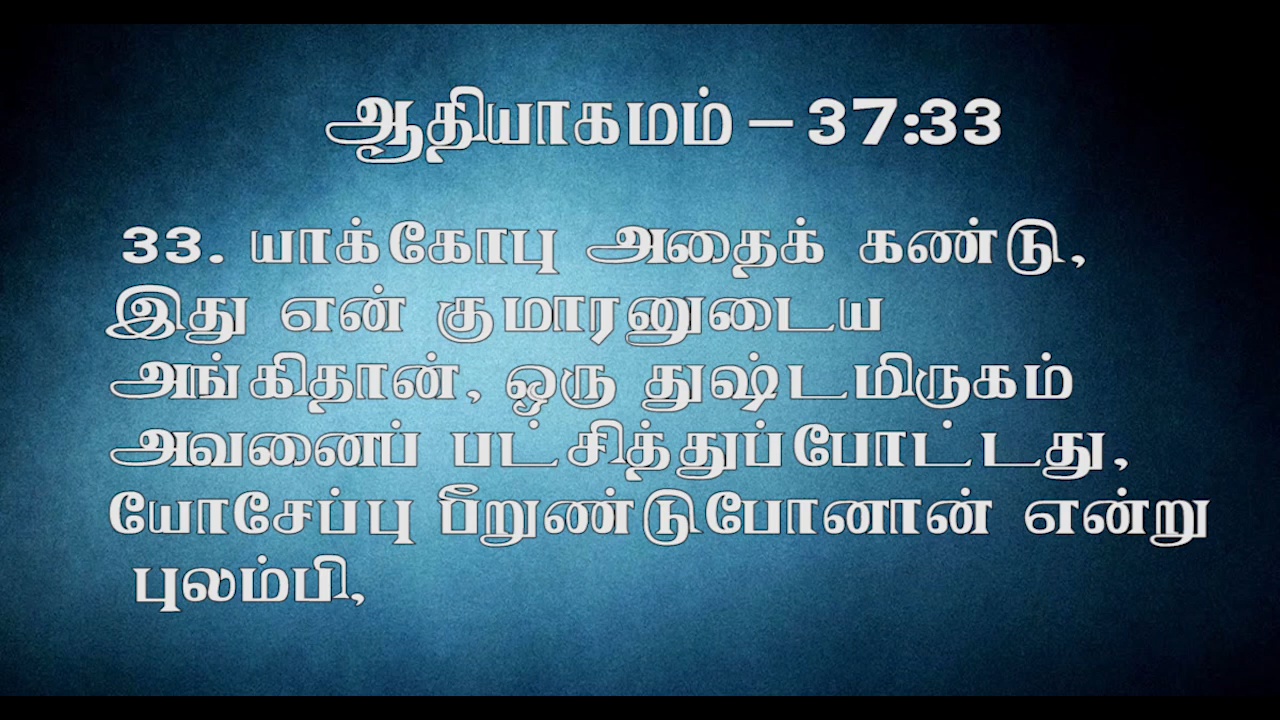 ஆதியாகமம் – 37:33
33. யாக்கோபு அதைக் கண்டு,
இது என் குமாரனுடைய
அங்கிதான், ஒரு துஷ்டமிருகம்
அவனைப் பட்சித்துப்போட்டது,
யோசேப்பு பீறுண்டுபோனான் என்று
புலம்பி,